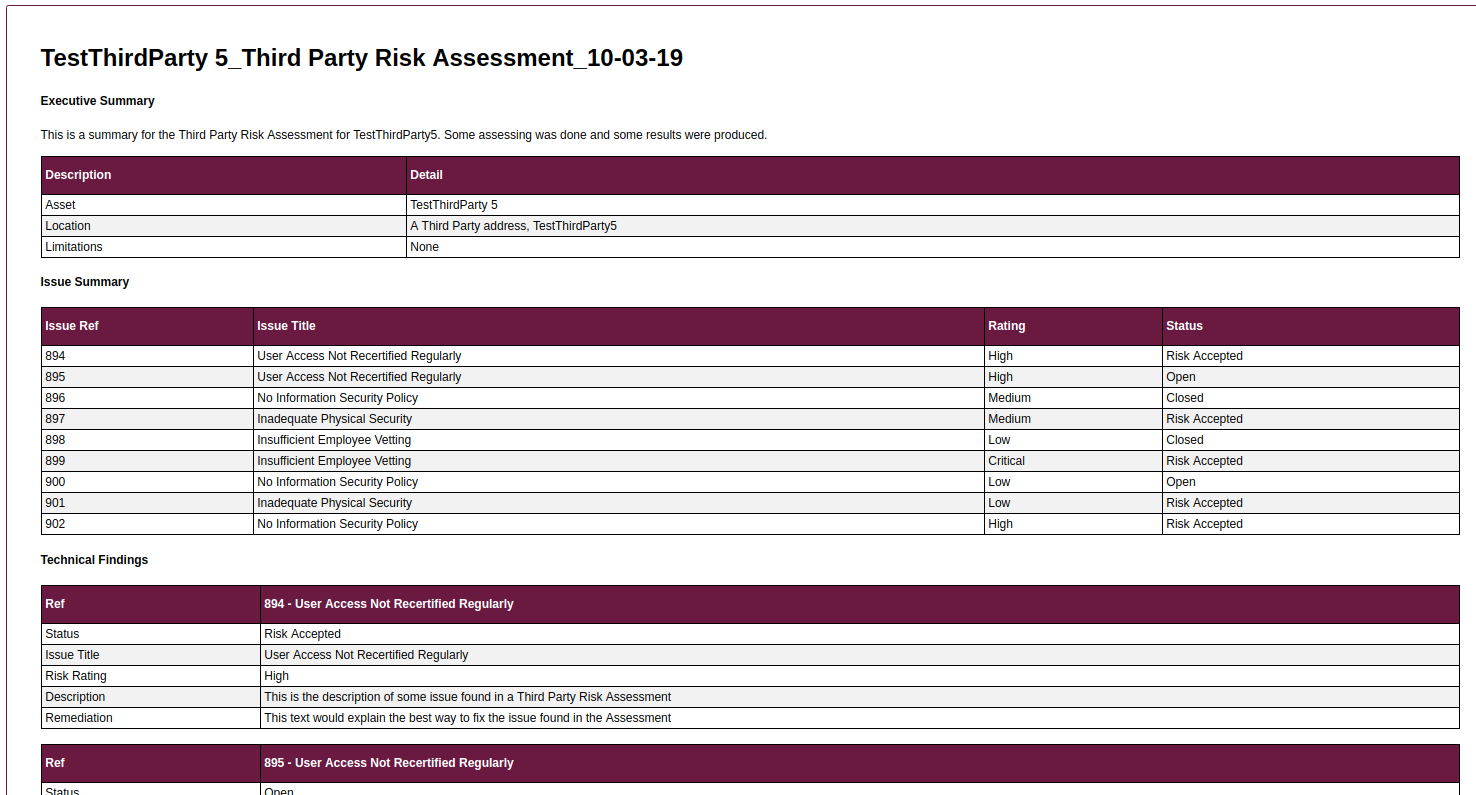 TestThirdParty 5_Third Party Risk Assessment_10-03-19
Executive Summary
This is a summary for the Third Party Risk Assessment for TestThirdParty5. Some assessing was done and some results were produced.
Description Detail
Asset TestThirdParty 5
Location A Third Party address, TestThirdParty5
Limitations None
Issue Summary
Issue Ref Issue Title Rating Status
894 User Access Not Recertified Regularly High Risk Accepted
895 User Access Not Recertified Regularly High Open
896 No Information Security Policy Medium Closed
897 Inadequate Physical Security Medium Risk Accepted
898 Insufficient Employee Vetting Low Closed
899 Insufficient Employee Vetting Critical Risk Accepted
900 No Information Security Policy Low Open
901 Inadequate Physical Security Low Risk Accepted
902 No Information Security Policy High Risk Accepted
Technical Findings
Ref 894 - User Access Not Recertified Regularly
Status Risk Accepted
Issue Title User Access Not Recertified Regularly
Risk Rating High
Description This is the description of some issue found in a Third Party Risk Assessment
Remediation This text would explain the best way to fix the issue found in the Assessment
Ref 895 - User Access Not Recertified Regularly
Status Open